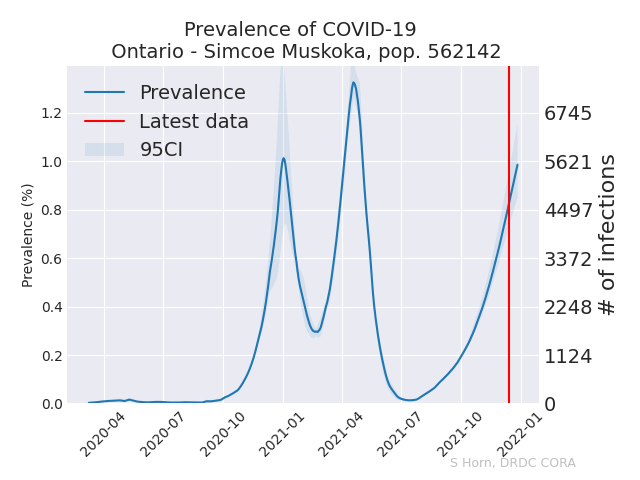 Prevalence of COVID-19
Ontario - Simcoe Muskoka, pop. 562142
Prevalence
Latest data
95CI
Prevalence (%)
1.2
1.0
0.8
0.6
0.4
0.2
0.0
6745
5621
4497
3372
2248
1124
0
# of infections
2020-04
2020-07
2020-10
2021-01
2021-04
2021-07
2021-10
2022-01
S Horn, DRDC CORA